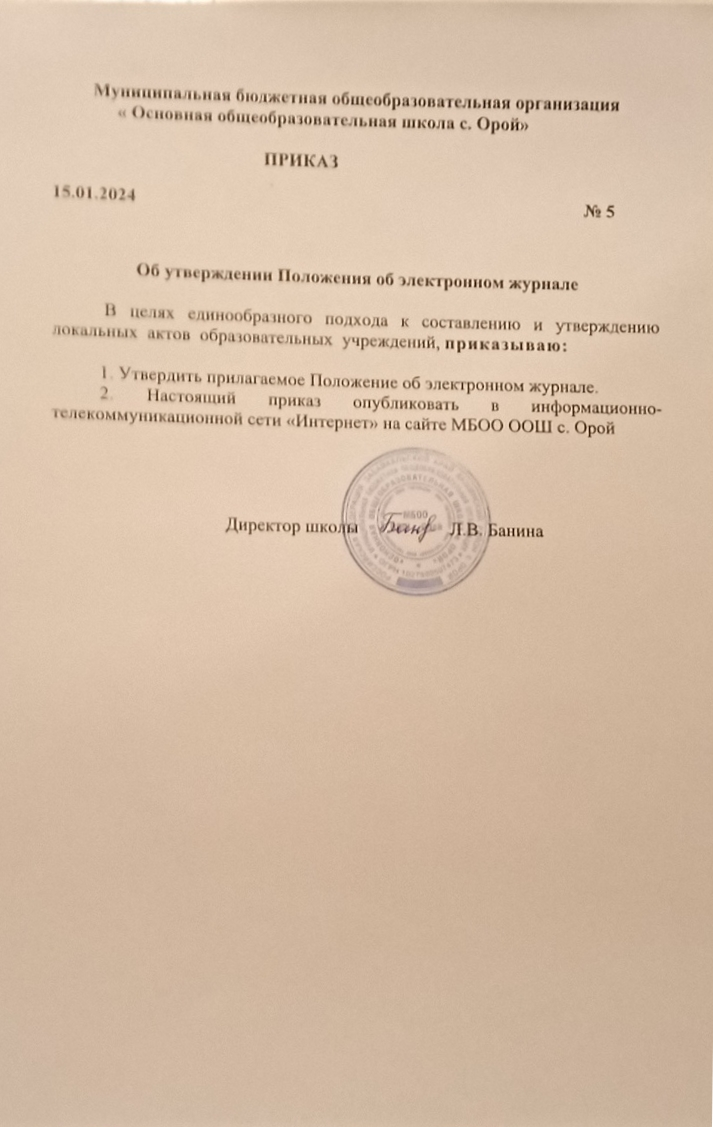 Муниципальная бюджетная общеобразовательная организация
« Основная общеобразовательная школа с. Орой»
ПРИКАЗ
15.01.2024
№ 5
Об утверждении Положения об электронном журнале
В целях единообразного подхода к составлению и утверждению
локальных актов образовательных учреждений, приказываю:
1. Утвердить прилагаемое Положение об электронном журнале.
2. Настоящий приказ опубликовать в информационно-
телекоммуникационной сети «Интернет» на сайте МБОО ООШ с. Орой
МБОО
Директор школы Л.В. Банина